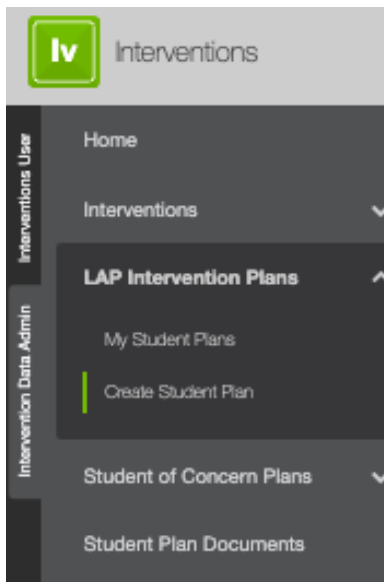 Iv Interventions
Interventions User
Intervention Data Admin
Home
Interventions
LAP Intervention Plans
My Student Plans
Create Student Plan
Student of Concern Plans
Student Plan Documents